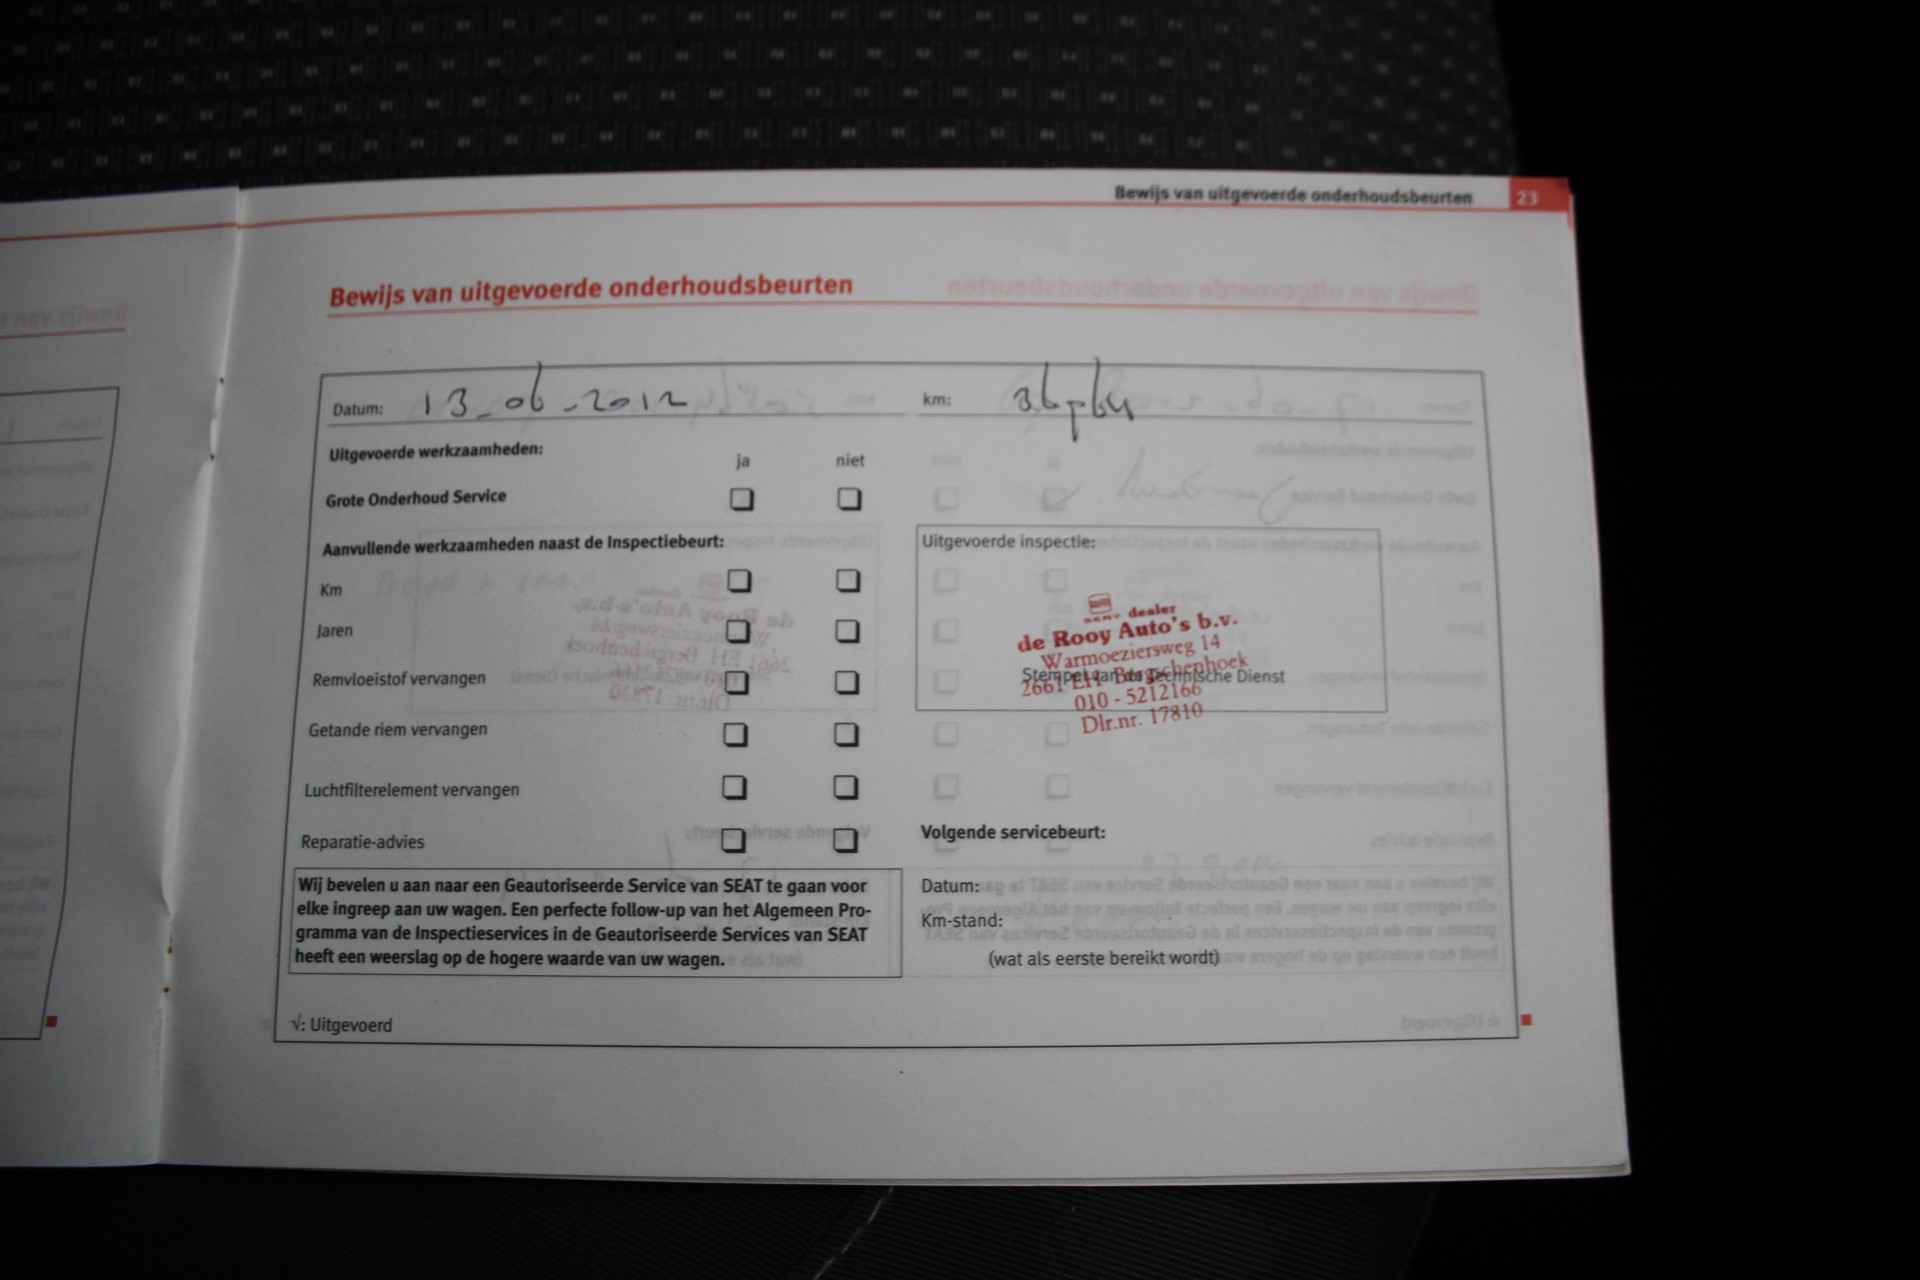 Bewijs van uitgevoerde onderhoudsbeurten 23
Bewijs van uitgevoerde onderhoudsbeurten
Datum: 13-06-2012 km:
Uitgevoerde werkzaamheden:
ja niet
Grote Onderhoud Service
Aanvullende werkzaamheden naast de Inspectiebeurt:
Km
Jaren
Remvloeistof vervangen
Getande riem vervangen
Luchtfilterelement vervangen
Reparatie-advies
Uitgevoerde inspectie:
SEAT dealer
de Rooy Auto's b.v.
Warmoeziersweg 14
2661 EH Bergschenhoek
010 - 5212166
Dlr.nr. 17810
Stempel van de Technische Dienst
Wij bevelen u aan naar een Geautoriseerde Service van SEAT te gaan voor
elke ingreep aan uw wagen. Een perfecte follow-up van het Algemeen Pro-
gramma van de Inspectieservices in de Geautoriseerde Services van SEAT
heeft een weerslag op de hogere waarde van uw wagen.
Volgende servicebeurt:
Datum:
Km-stand:
(wat als eerste bereikt wordt)
√: Uitgevoerd